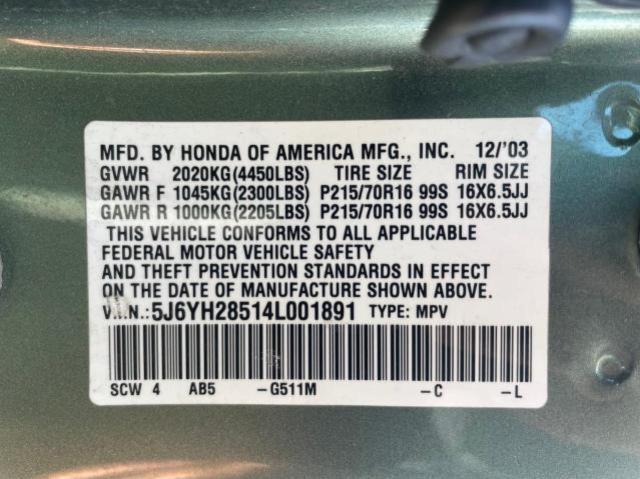 MFD. BY HONDA OF AMERICA MFG., INC. 12/'03
GVWR 2020KG(4450LBS) TIRE SIZE RIM SIZE
GAWR F 1045KG(2300LBS) P215/70R16 99S 16X6.5JJ
GAWR R 1000KG(2205LBS) P215/70R16 99S 16X6.5JJ
THIS VEHICLE CONFORMS TO ALL APPLICABLE
FEDERAL MOTOR VEHICLE SAFETY
AND THEFT PREVENTION STANDARDS IN EFFECT
ON THE DATE OF MANUFACTURE SHOWN ABOVE.
V.I.N.:5J6YH28514L001891 TYPE: MPV
SCW 4 AB5 -G511M -C -L